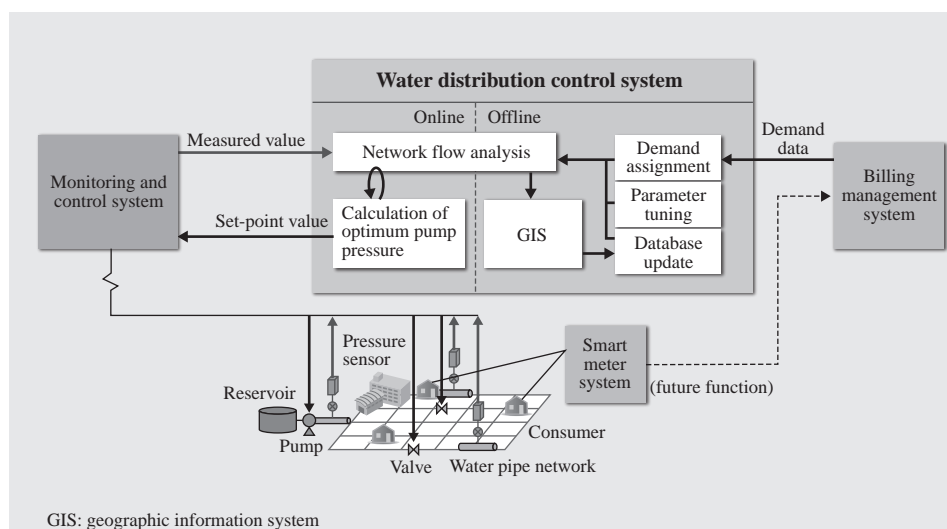 Water distribution control system
Online
Offline
Measured value
Network flow analysis
Demand
assignment
Demand
data
Monitoring and
control system
Billing
management
system
Parameter
tuning
Set-point value
Calculation of
optimum pump
pressure
GIS
Database
update
Pressure
sensor
Smart
meter
system
(future function)
Reservoir
Pump
Consumer
Valve
Water pipe network
GIS: geographic information system